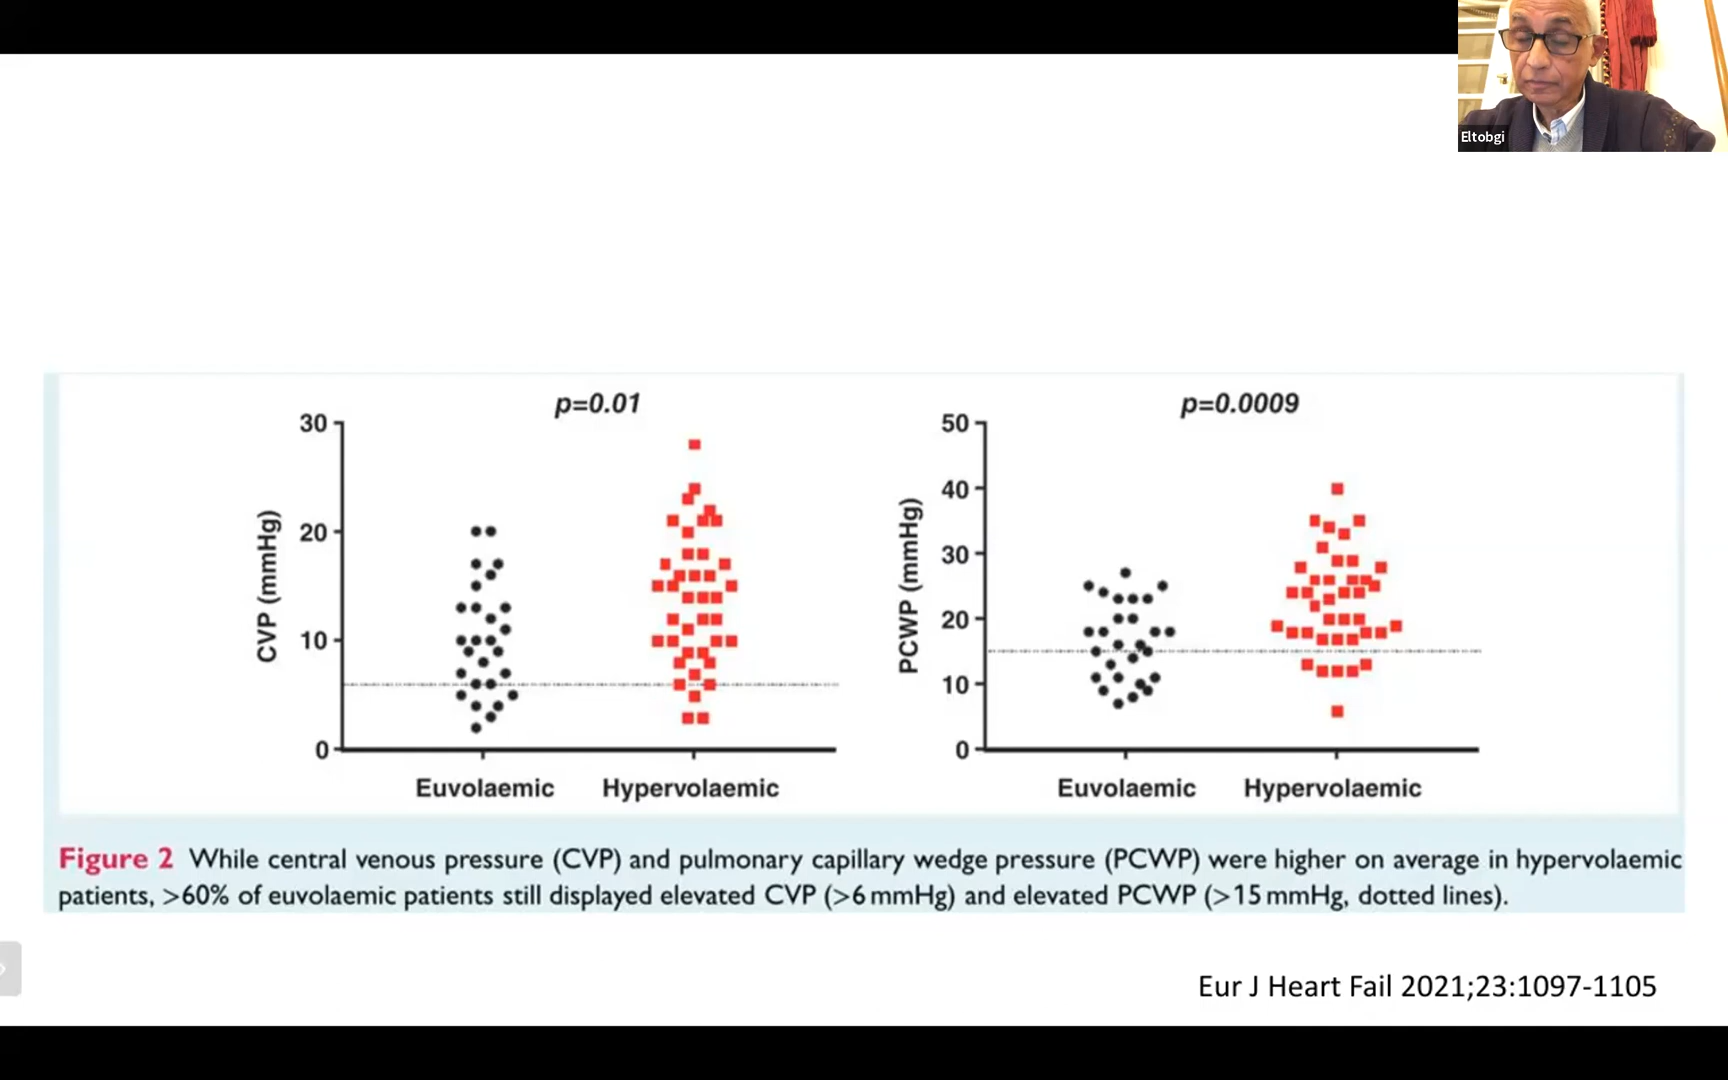 Eltobgi
p=0.01
30
20
10
0
CVP (mmHg)
Euvolaemic
Hypervolaemic
p=0.0009
50
40
30
20
10
0
PCWP (mmHg)
Euvolaemic
Hypervolaemic
Figure 2 While central venous pressure (CVP) and pulmonary capillary wedge pressure (PCWP) were higher on average in hypervolaemic
patients, >60% of euvolaemic patients still displayed elevated CVP (>6 mmHg) and elevated PCWP (>15 mmHg, dotted lines).
Eur J Heart Fail 2021;23:1097-1105